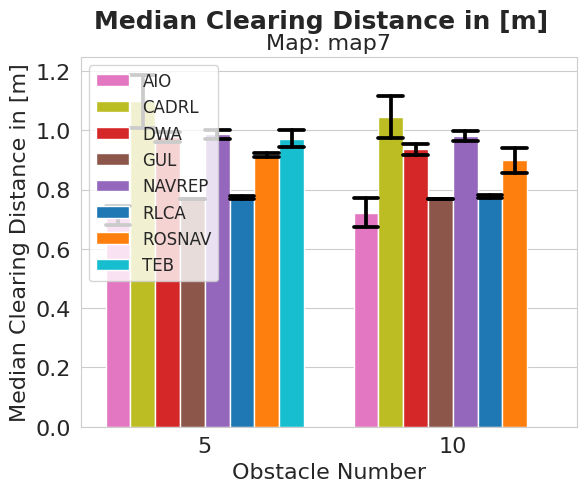 Median Clearing Distance in [m]
Map: map7
Median Clearing Distance in [m]
1.2
1.0
0.8
0.6
0.4
0.2
0.0
AIO
CADRL
DWA
GUL
NAVREP
RLCA
ROSNAV
TEB
5
10
Obstacle Number